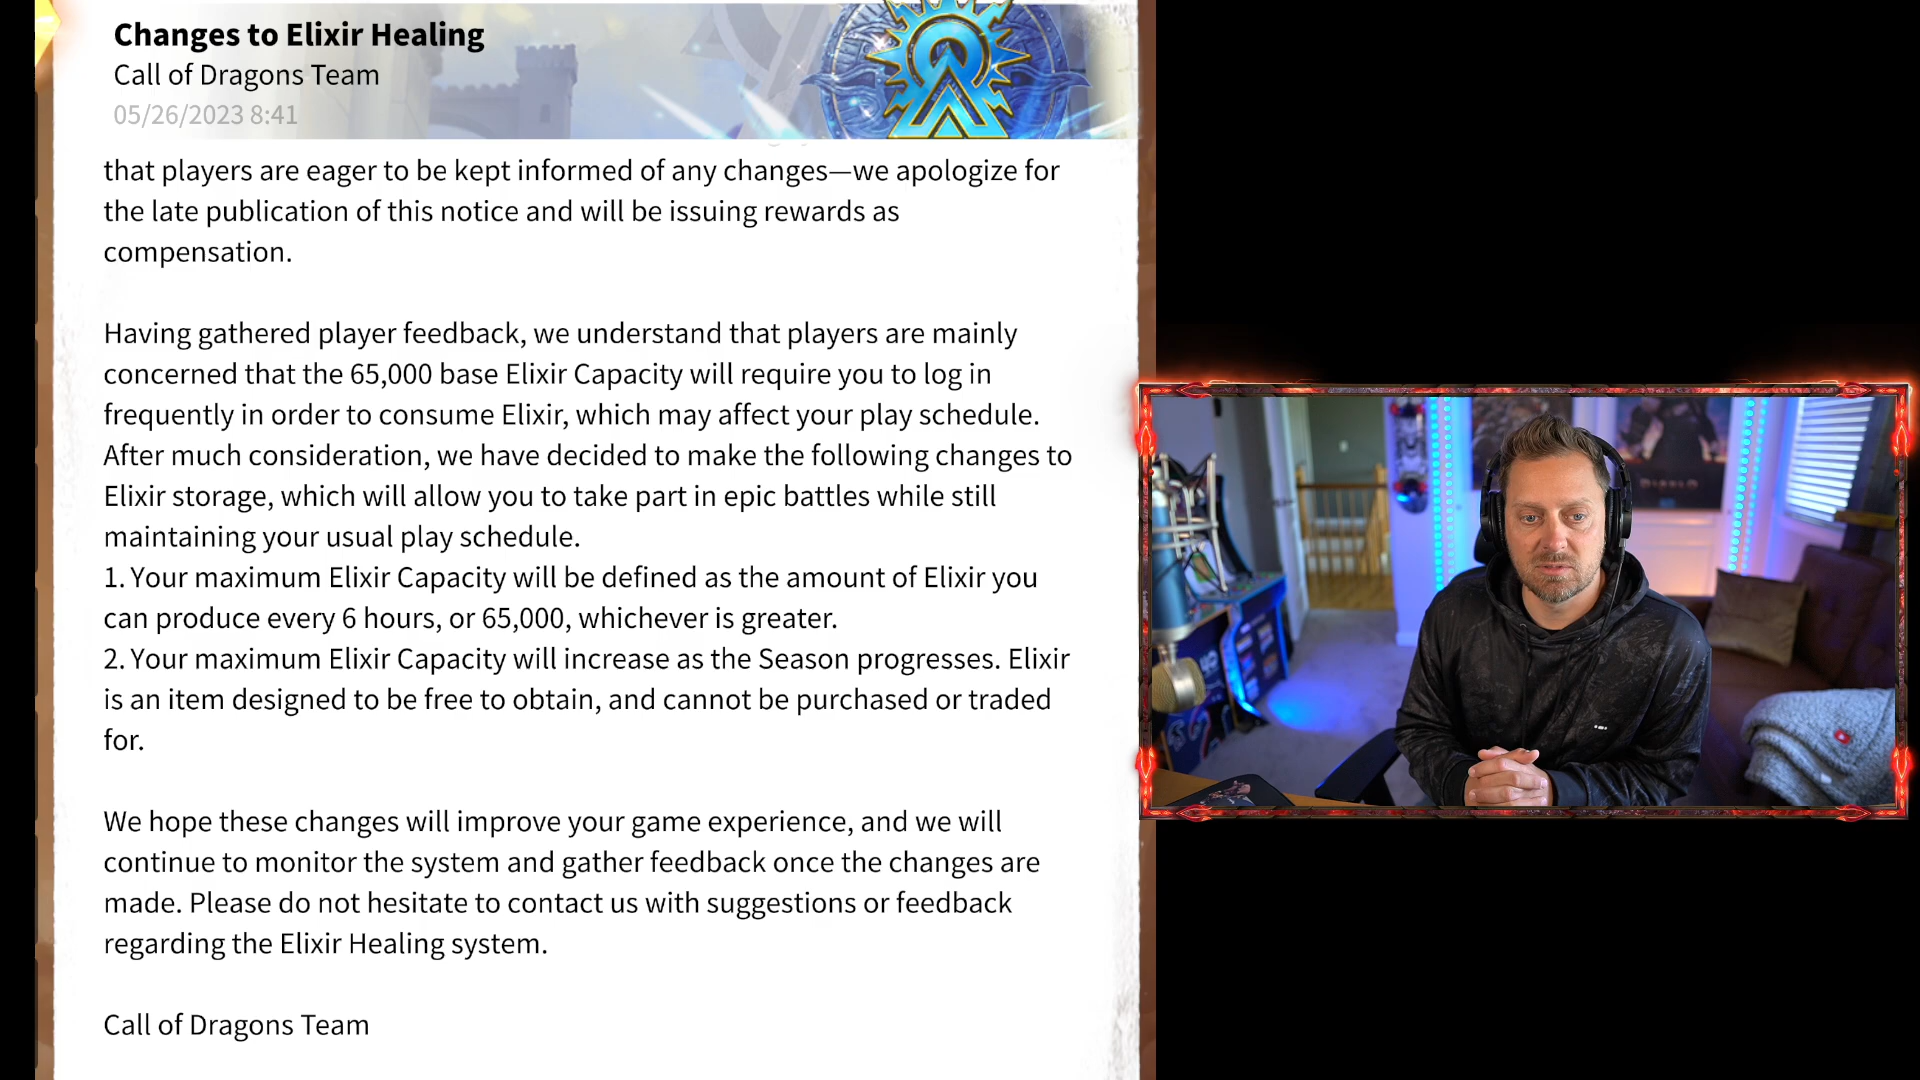 Changes to Elixir Healing
Call of Dragons Team
05/26/2023 8:41
that players are eager to be kept informed of any changes—we apologize for
the late publication of this notice and will be issuing rewards as
compensation.
Having gathered player feedback, we understand that players are mainly
concerned that the 65,000 base Elixir Capacity will require you to log in
frequently in order to consume Elixir, which may affect your play schedule.
After much consideration, we have decided to make the following changes to
Elixir storage, which will allow you to take part in epic battles while still
maintaining your usual play schedule.
1. Your maximum Elixir Capacity will be defined as the amount of Elixir you
can produce every 6 hours, or 65,000, whichever is greater.
2. Your maximum Elixir Capacity will increase as the Season progresses. Elixir
is an item designed to be free to obtain, and cannot be purchased or traded
for.
We hope these changes will improve your game experience, and we will
continue to monitor the system and gather feedback once the changes are
made. Please do not hesitate to contact us with suggestions or feedback
regarding the Elixir Healing system.
Call of Dragons Team
DIABLO